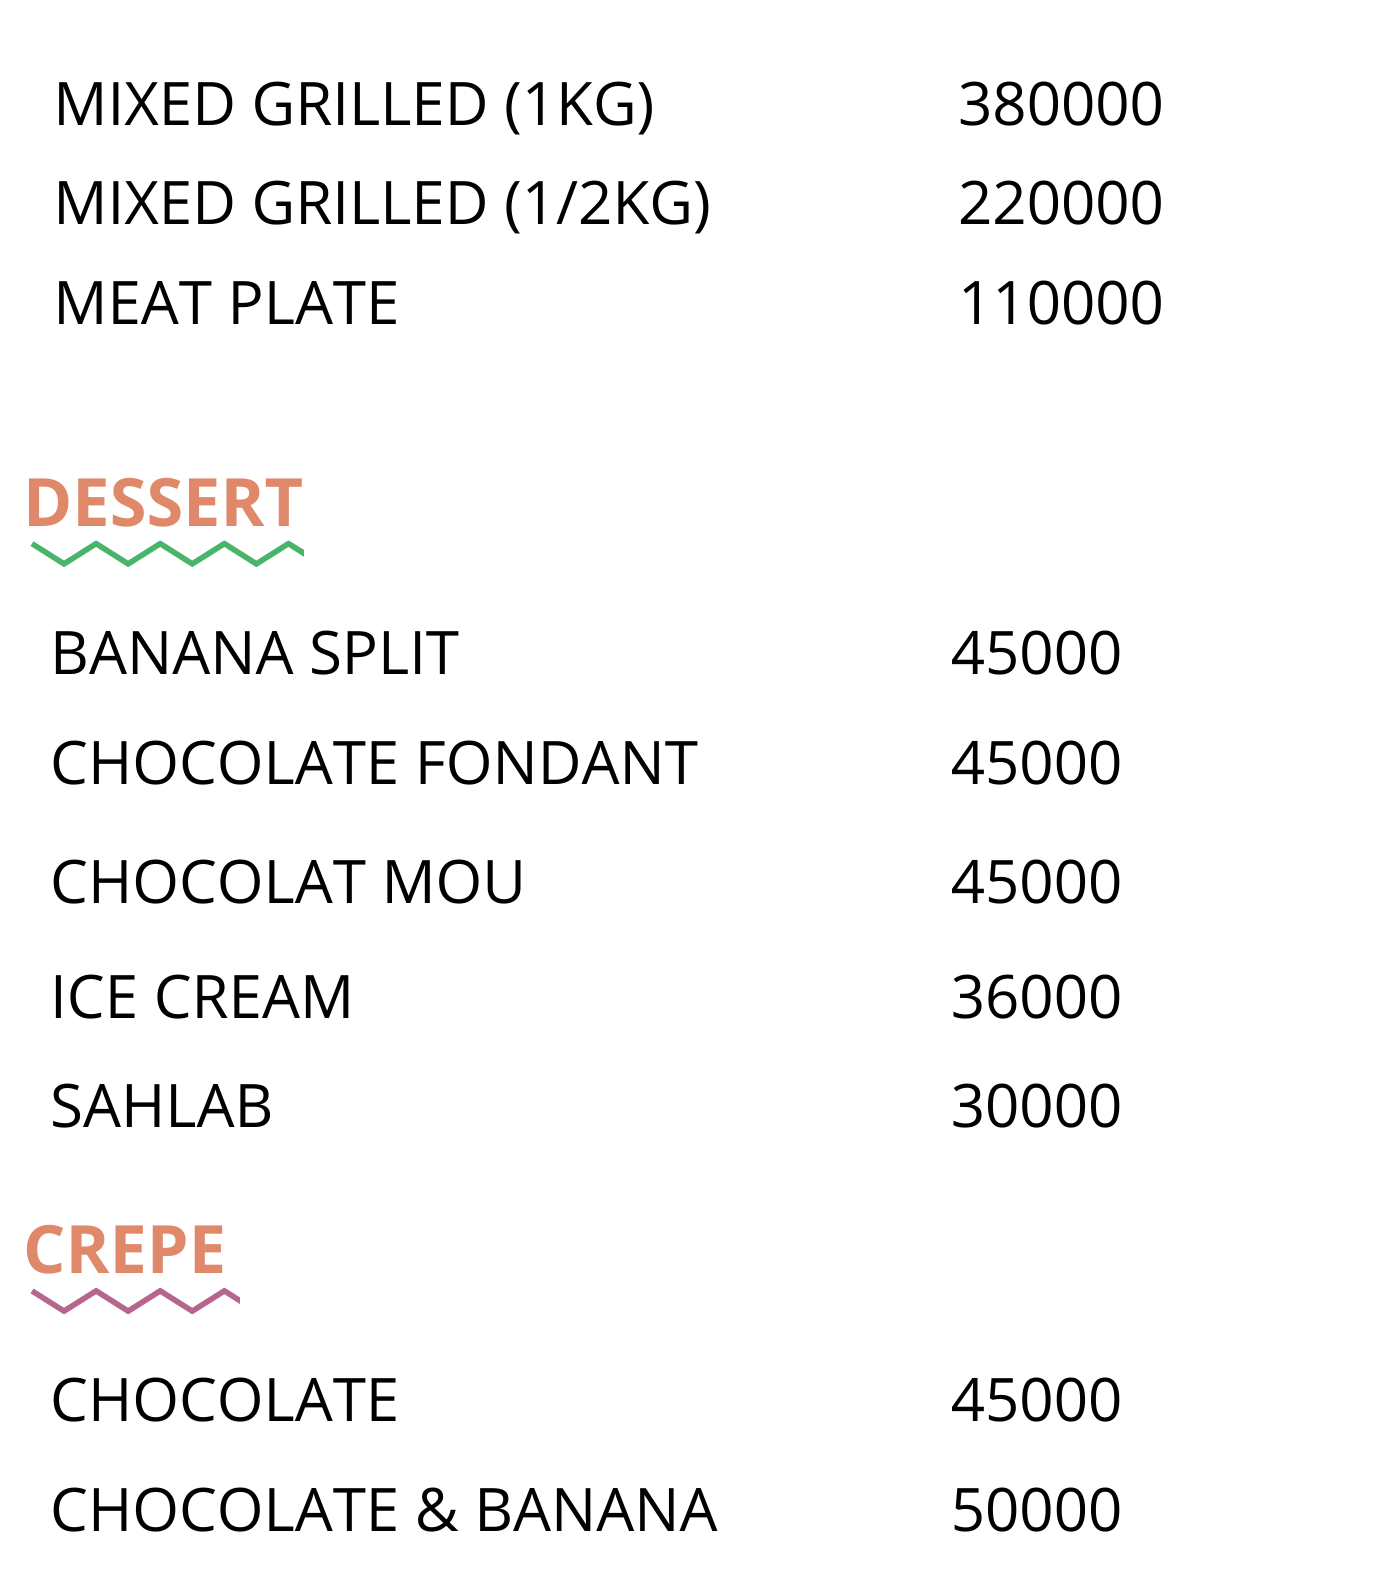 MIXED GRILLED (1KG) 380000
MIXED GRILLED (1/2KG) 220000
MEAT PLATE 110000
DESSERT
BANANA SPLIT 45000
CHOCOLATE FONDANT 45000
CHOCOLAT MOU 45000
ICE CREAM 36000
SAHLAB 30000
CREPE
CHOCOLATE 45000
CHOCOLATE & BANANA 50000